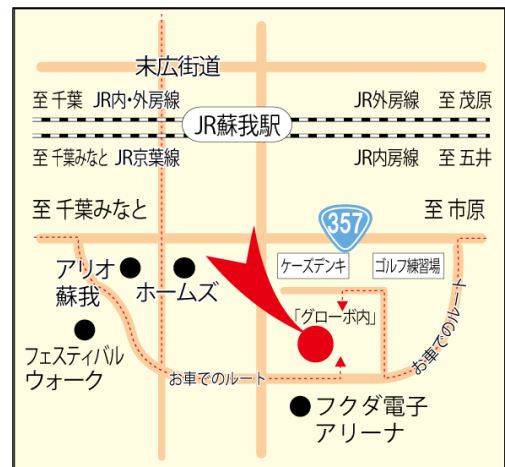 末広街道
至 千葉 JR内・外房線 JR外房線 至 茂原
JR蘇我駅
至 千葉みなと JR京葉線 JR内房線 至 五井
至 千葉みなと 357 至 市原
アリオ
蘇我
ホームズ
ケーズデンキ ゴルフ練習場
「グローボ内」
フェスティバル
ウォーク
お車でのルート
お車でのルート
フクダ電子
アリーナ